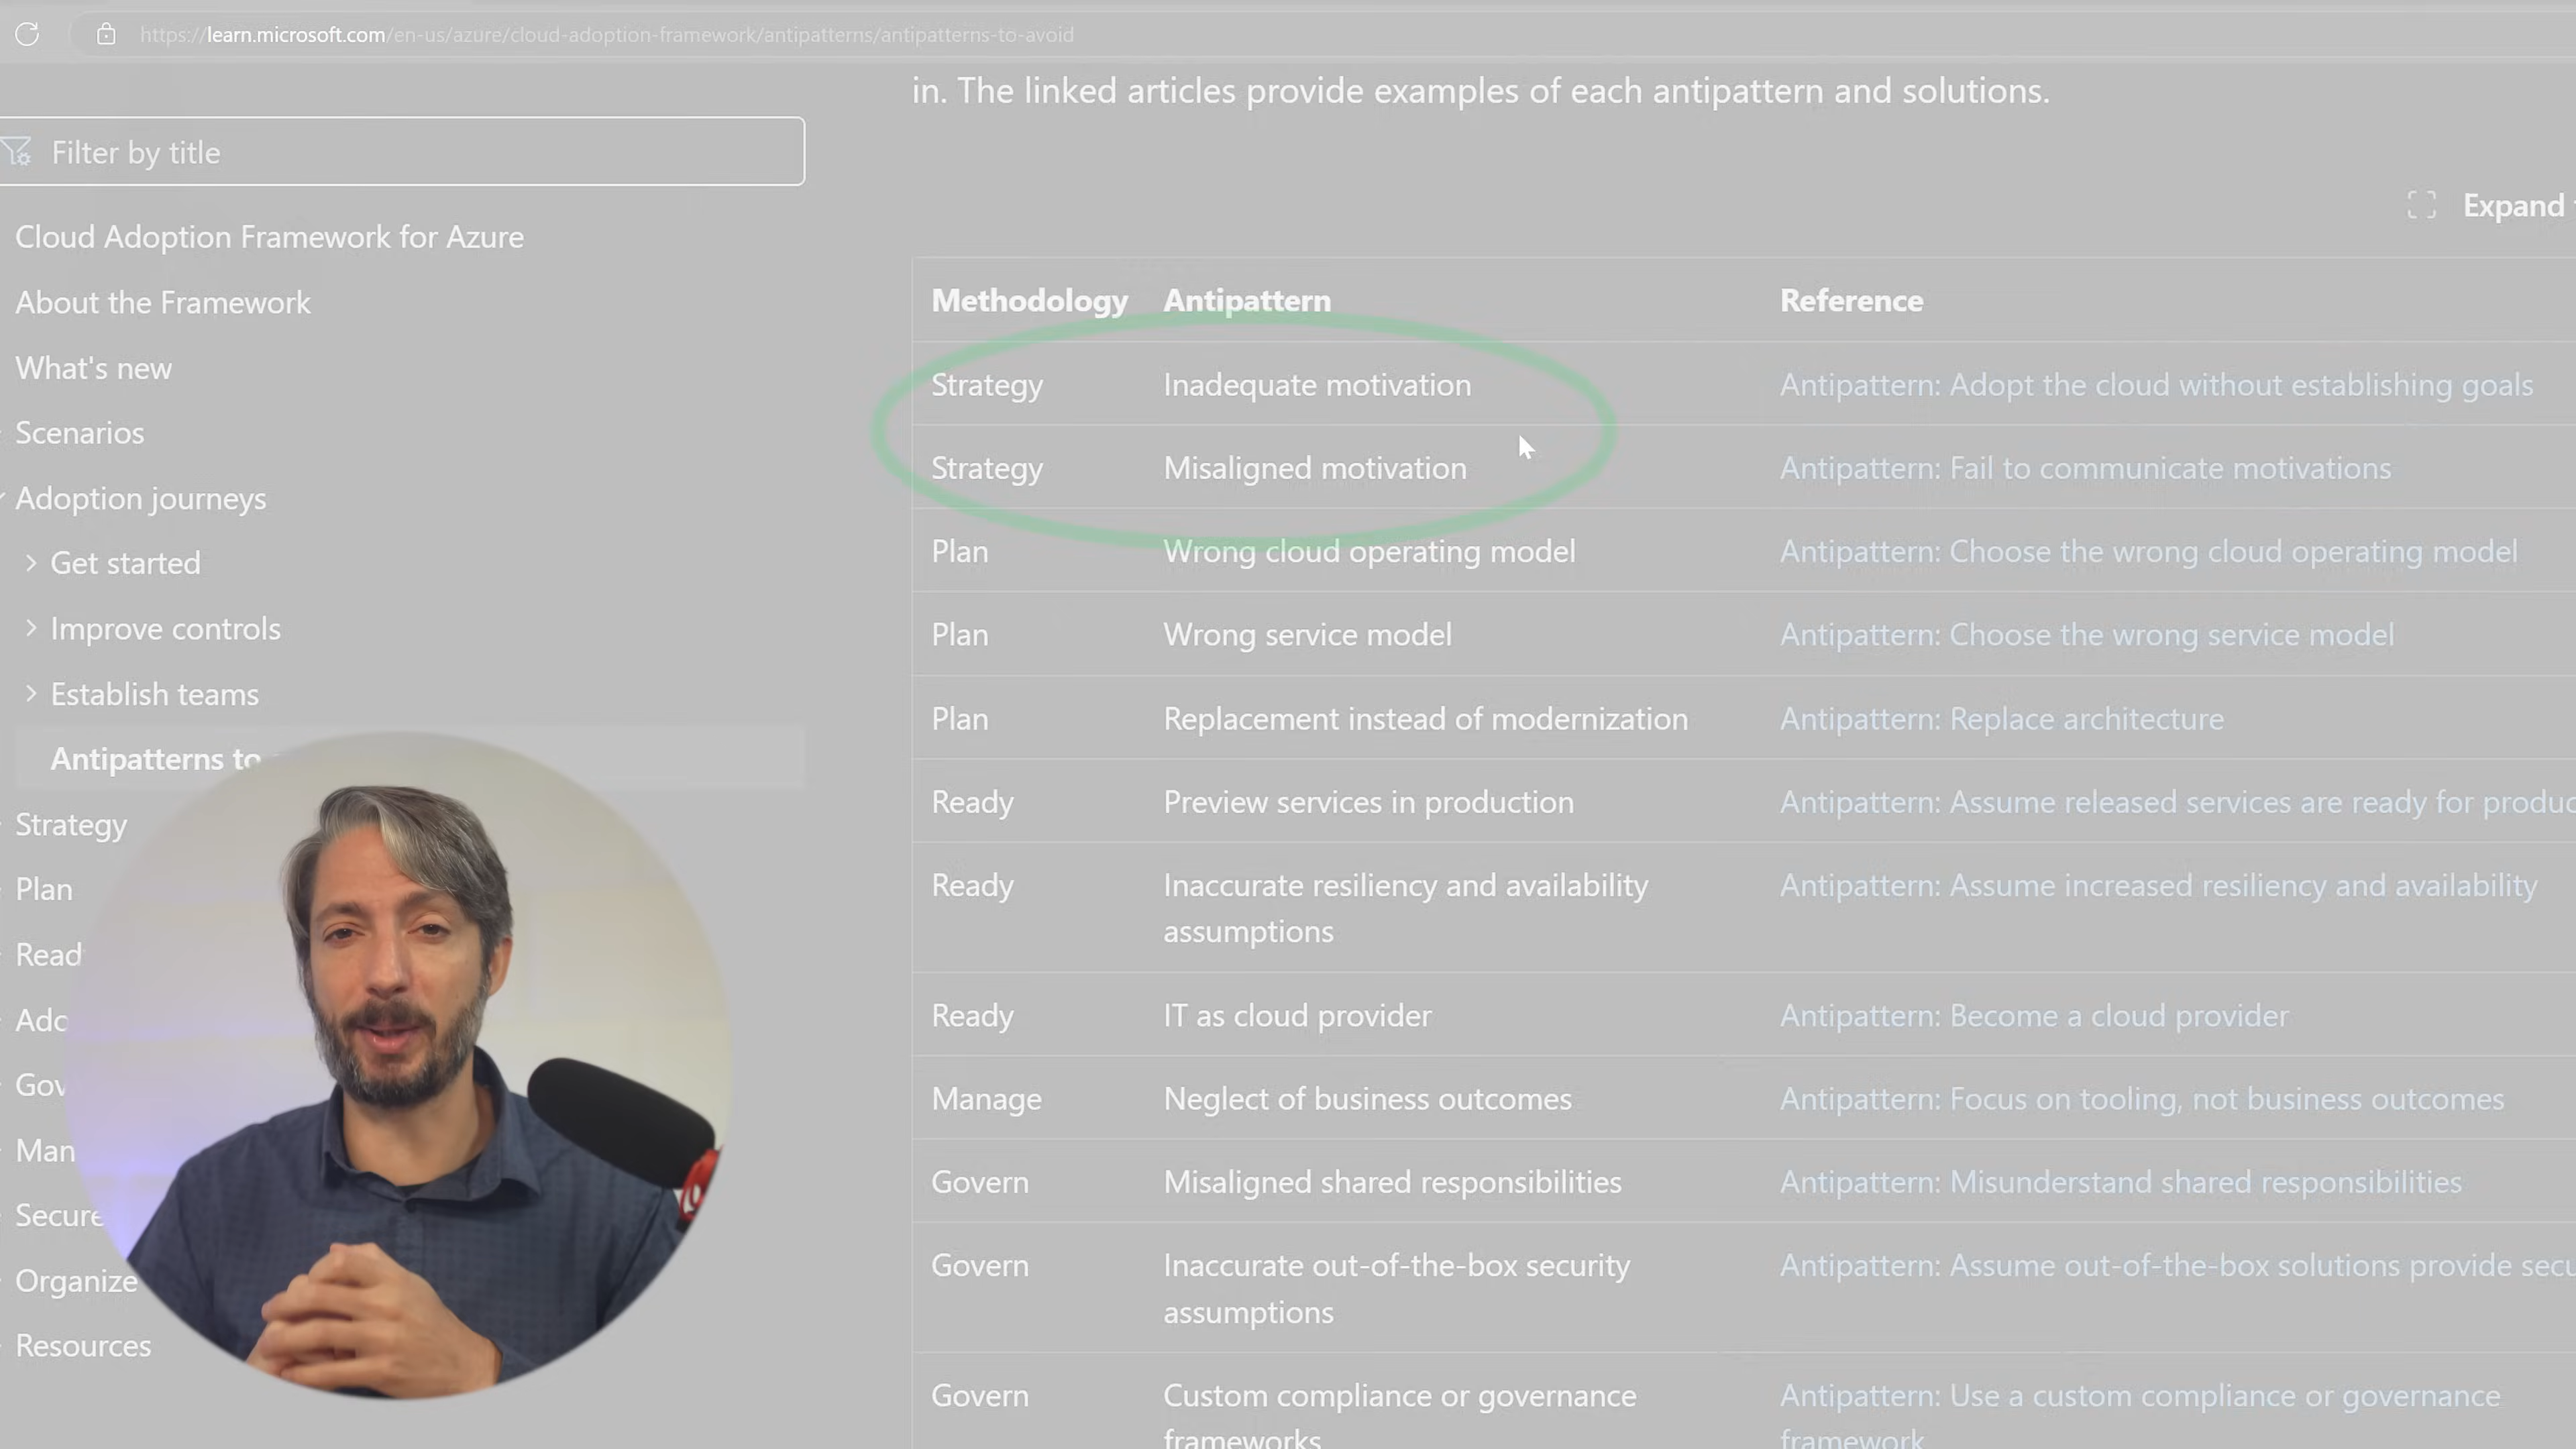 https://learn.microsoft.com/en-us/azure/cloud-adoption-framework/antipatterns/antipatterns-to-avoid
in. The linked articles provide examples of each antipattern and solutions.
Filter by title
Expand
Cloud Adoption Framework for Azure
About the Framework
What's new
Scenarios
Adoption journeys
Get started
Improve controls
Establish teams
Antipatterns to
Strategy
Plan
Read
Ado
Gov
Man
Secure
Organize
Resources
Methodology Antipattern Reference
Strategy Inadequate motivation Antipattern: Adopt the cloud without establishing goals
Strategy Misaligned motivation Antipattern: Fail to communicate motivations
Plan Wrong cloud operating model Antipattern: Choose the wrong cloud operating model
Plan Wrong service model Antipattern: Choose the wrong service model
Plan Replacement instead of modernization Antipattern: Replace architecture
Ready Preview services in production Antipattern: Assume released services are ready for produc
Ready Inaccurate resiliency and availability Antipattern: Assume increased resiliency and availability
assumptions
Ready IT as cloud provider Antipattern: Become a cloud provider
Manage Neglect of business outcomes Antipattern: Focus on tooling, not business outcomes
Govern Misaligned shared responsibilities Antipattern: Misunderstand shared responsibilities
Govern Inaccurate out-of-the-box security Antipattern: Assume out-of-the-box solutions provide secu
assumptions
Govern Custom compliance or governance Antipattern: Use a custom compliance or governance
frameworks framework